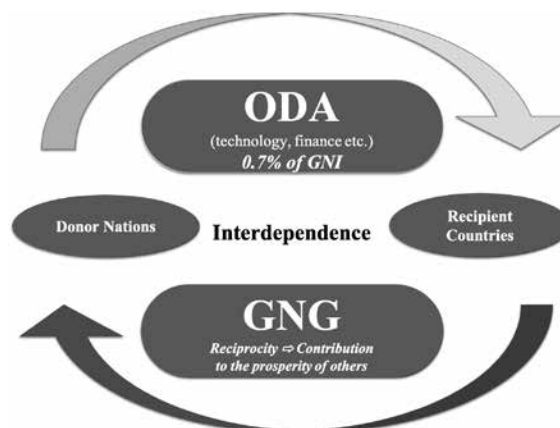 ODA
(technology, finance etc.)
0.7% of GNI
Donor Nations
Interdependence
Recipient
Countries
GNG
Reciprocity ⇨ Contribution
to the prosperity of others